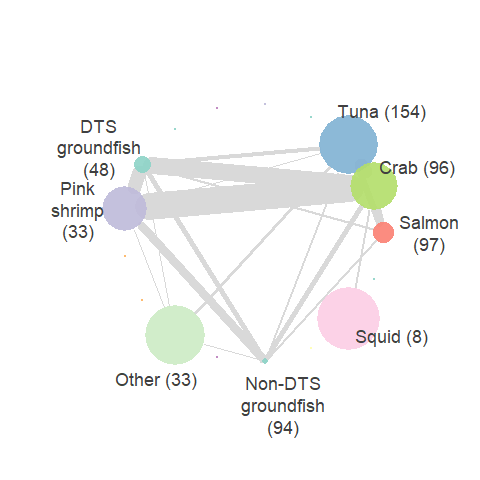 Tuna (154)
DTS
groundfish
(48)
Crab (96)
Pink
shrimp
(33)
Salmon
(97)
Squid (8)
Other (33)
Non-DTS
groundfish
(94)